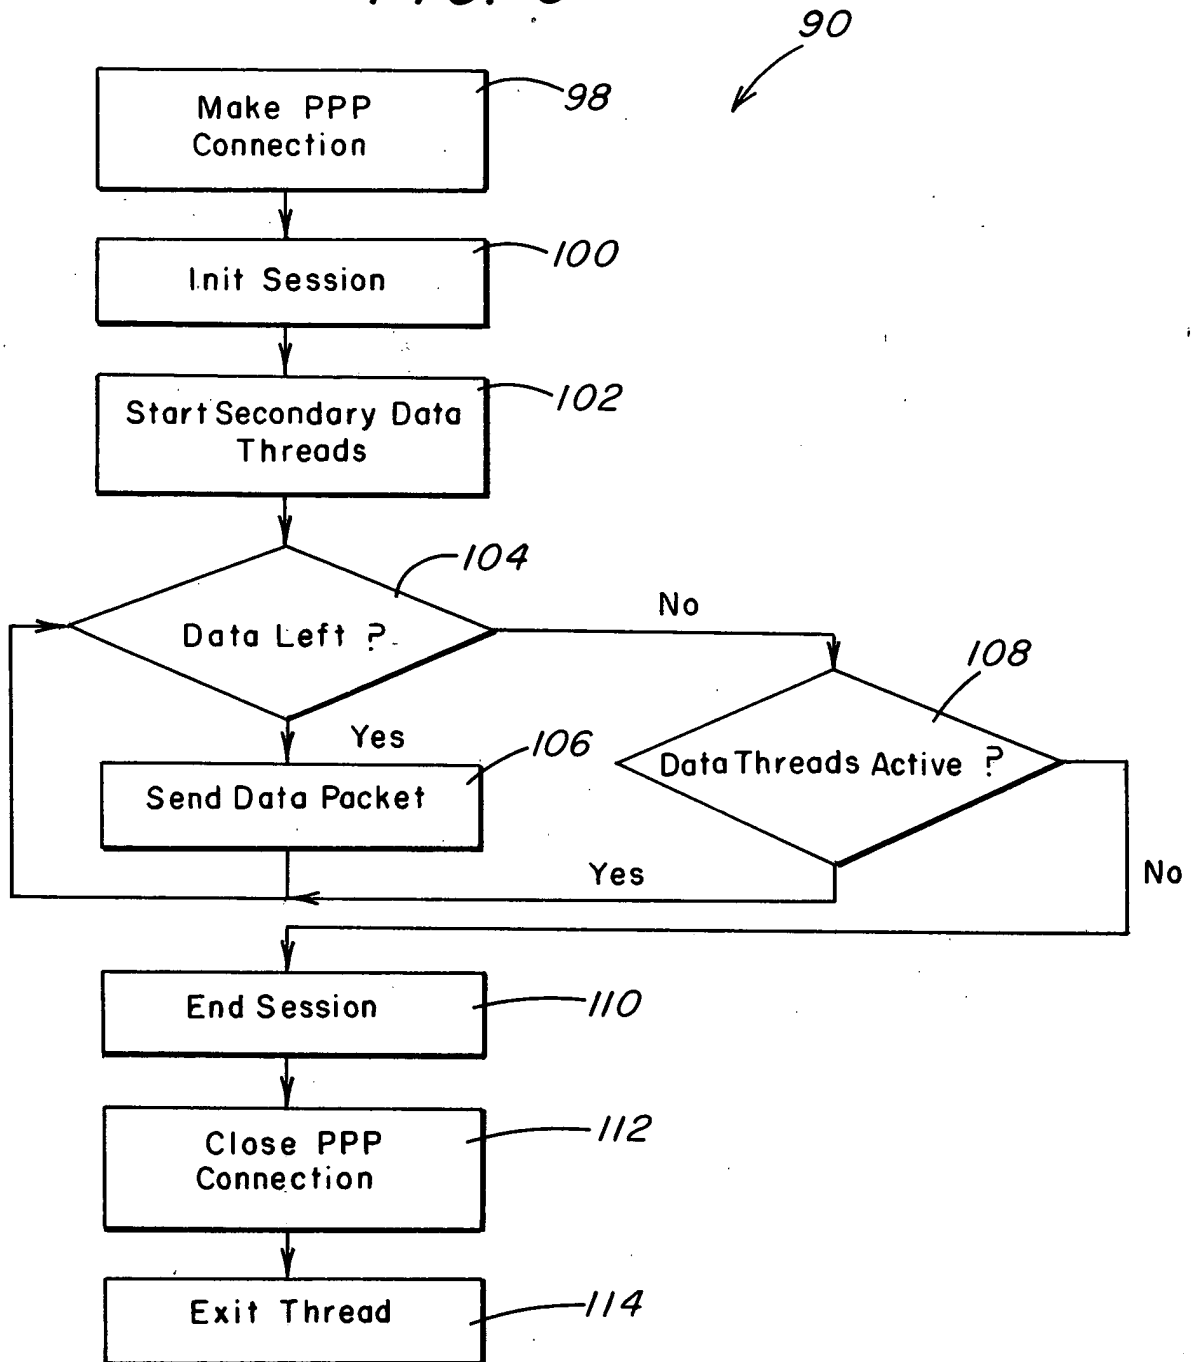 90
Make PPP
Connection
98
Init Session
100
Start Secondary Data
Threads
102
104
Data Left ?
No
108
Yes
106
Data Threads Active ?
Send Data Packet
Yes
No
End Session
110
Close PPP
Connection
112
Exit Thread
114